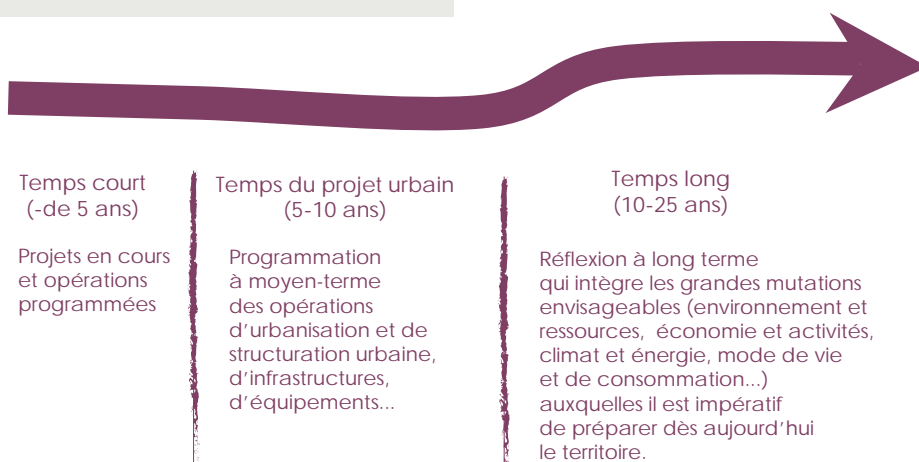 Temps court
(-de 5 ans)
Projets en cours
et opérations
programmées
Temps du projet urbain
(5-10 ans)
Programmation
à moyen-terme
des opérations
d'urbanisation et de
structuration urbaine,
d'infrastructures,
d'équipements...
Temps long
(10-25 ans)
Réflexion à long terme
qui intègre les grandes mutations
envisageables (environnement et
ressources, économie et activités,
climat et énergie, mode de vie
et de consommation...)
auxquelles il est impératif
de préparer dès aujourd'hui
le territoire.